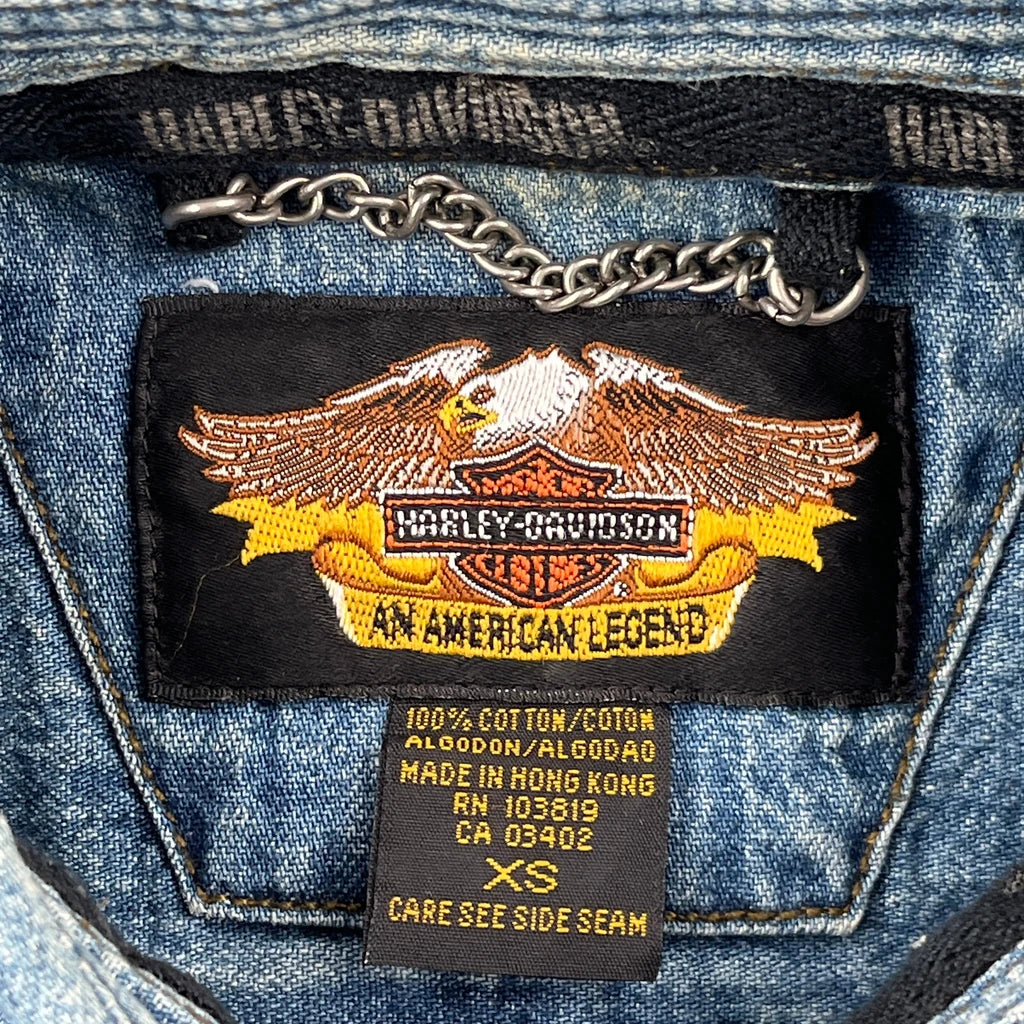 HARLEY-DAVIDSON HARL
HARLEY-DAVIDSON
AN AMERICAN LEGEND
100% COTTON/COTON
ALGODON/ALGODAO
MADE IN HONG KONG
RN 103819
CA 03402
XS
CARE SEE SIDE SEAM